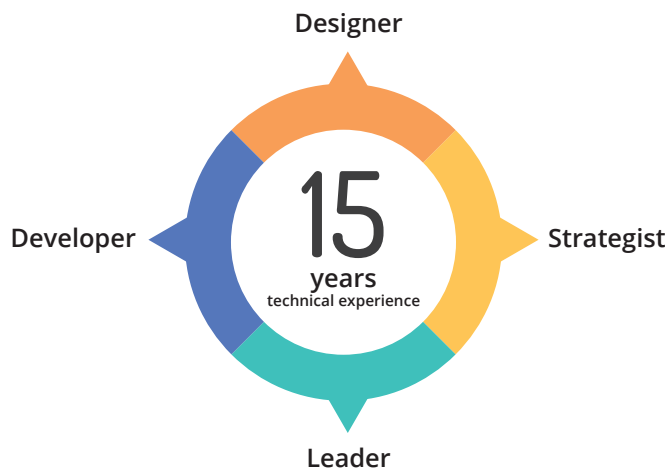 Designer
15
years
technical experience
Developer
Strategist
Leader